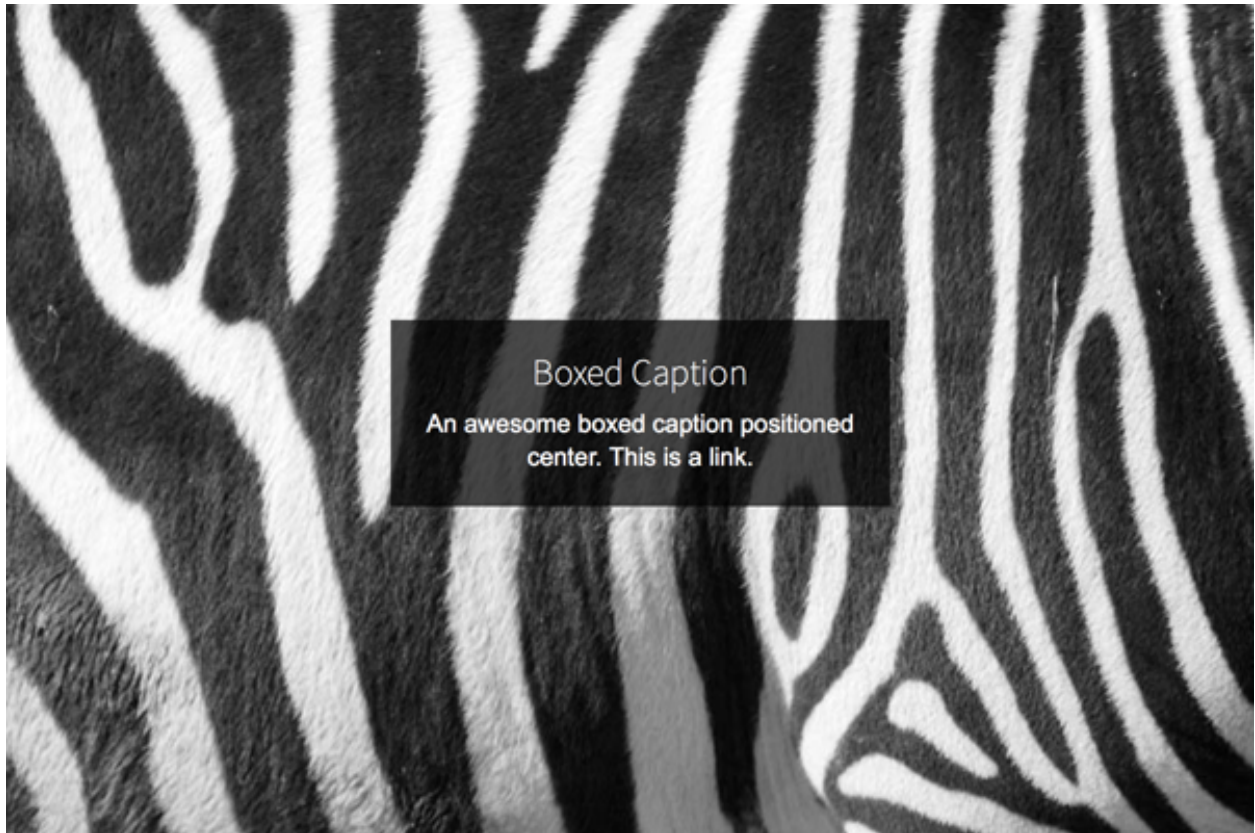 Boxed Caption
An awesome boxed caption positioned
center. This is a link.